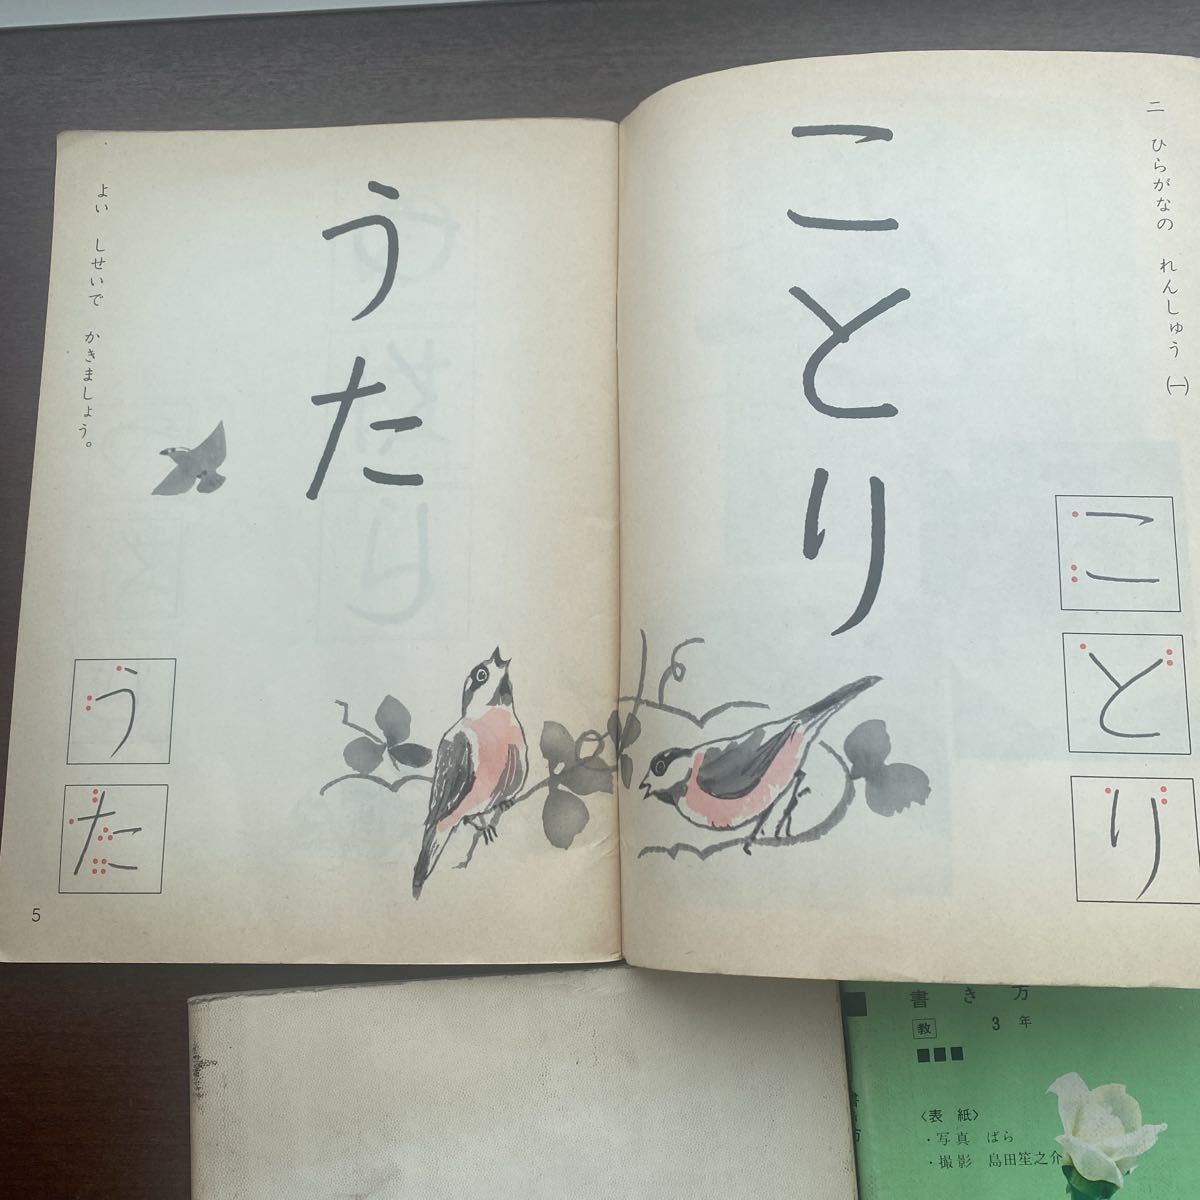 二 ひらがなの れんしゅう ㈠
ことり
こ
と
り
うた
よい しせいで かきましょう。
う
た
5
書き方
教 3年
〈表 紙〉
・写真 ばら
・撮影 島田笙之介